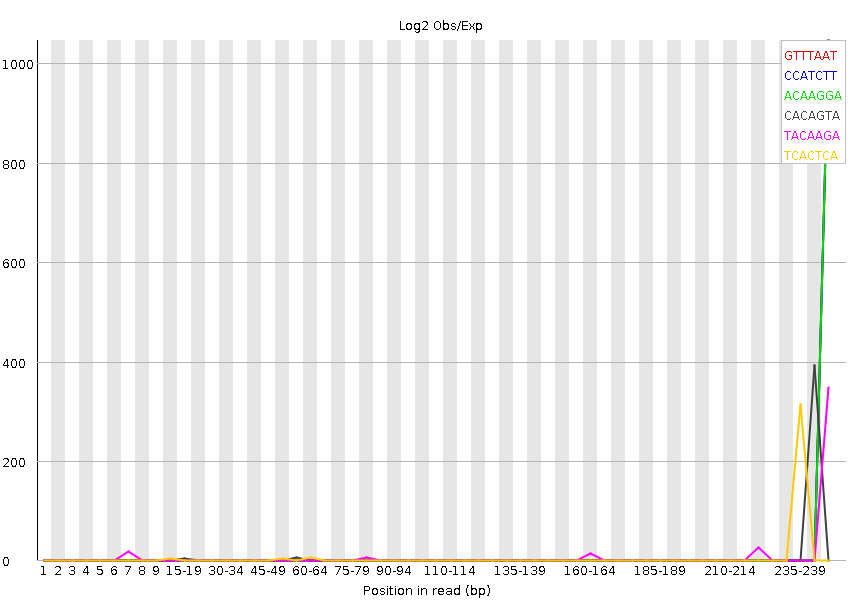 Log2 Obs/Exp
GTTTAAT
CCATCTT
ACAAGGA
CACAGTA
TACAAGA
TCACTCA
1000
800
600
400
200
0
1 2 3 4 5 6 7 8 9 15-19 30-34 45-49 60-64 75-79 90-94 110-114 135-139 160-164 185-189 210-214 235-239
Position in read (bp)